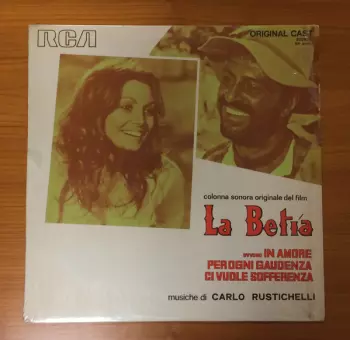 RCA
ORIGINAL CAST
STEREO
colonna sonora originale del film
La Betìa
ovvero: IN AMORE
PER OGNI GAUDENZA
CI VUOLE SOFFERENZA
musiche di CARLO RUSTICHELLI